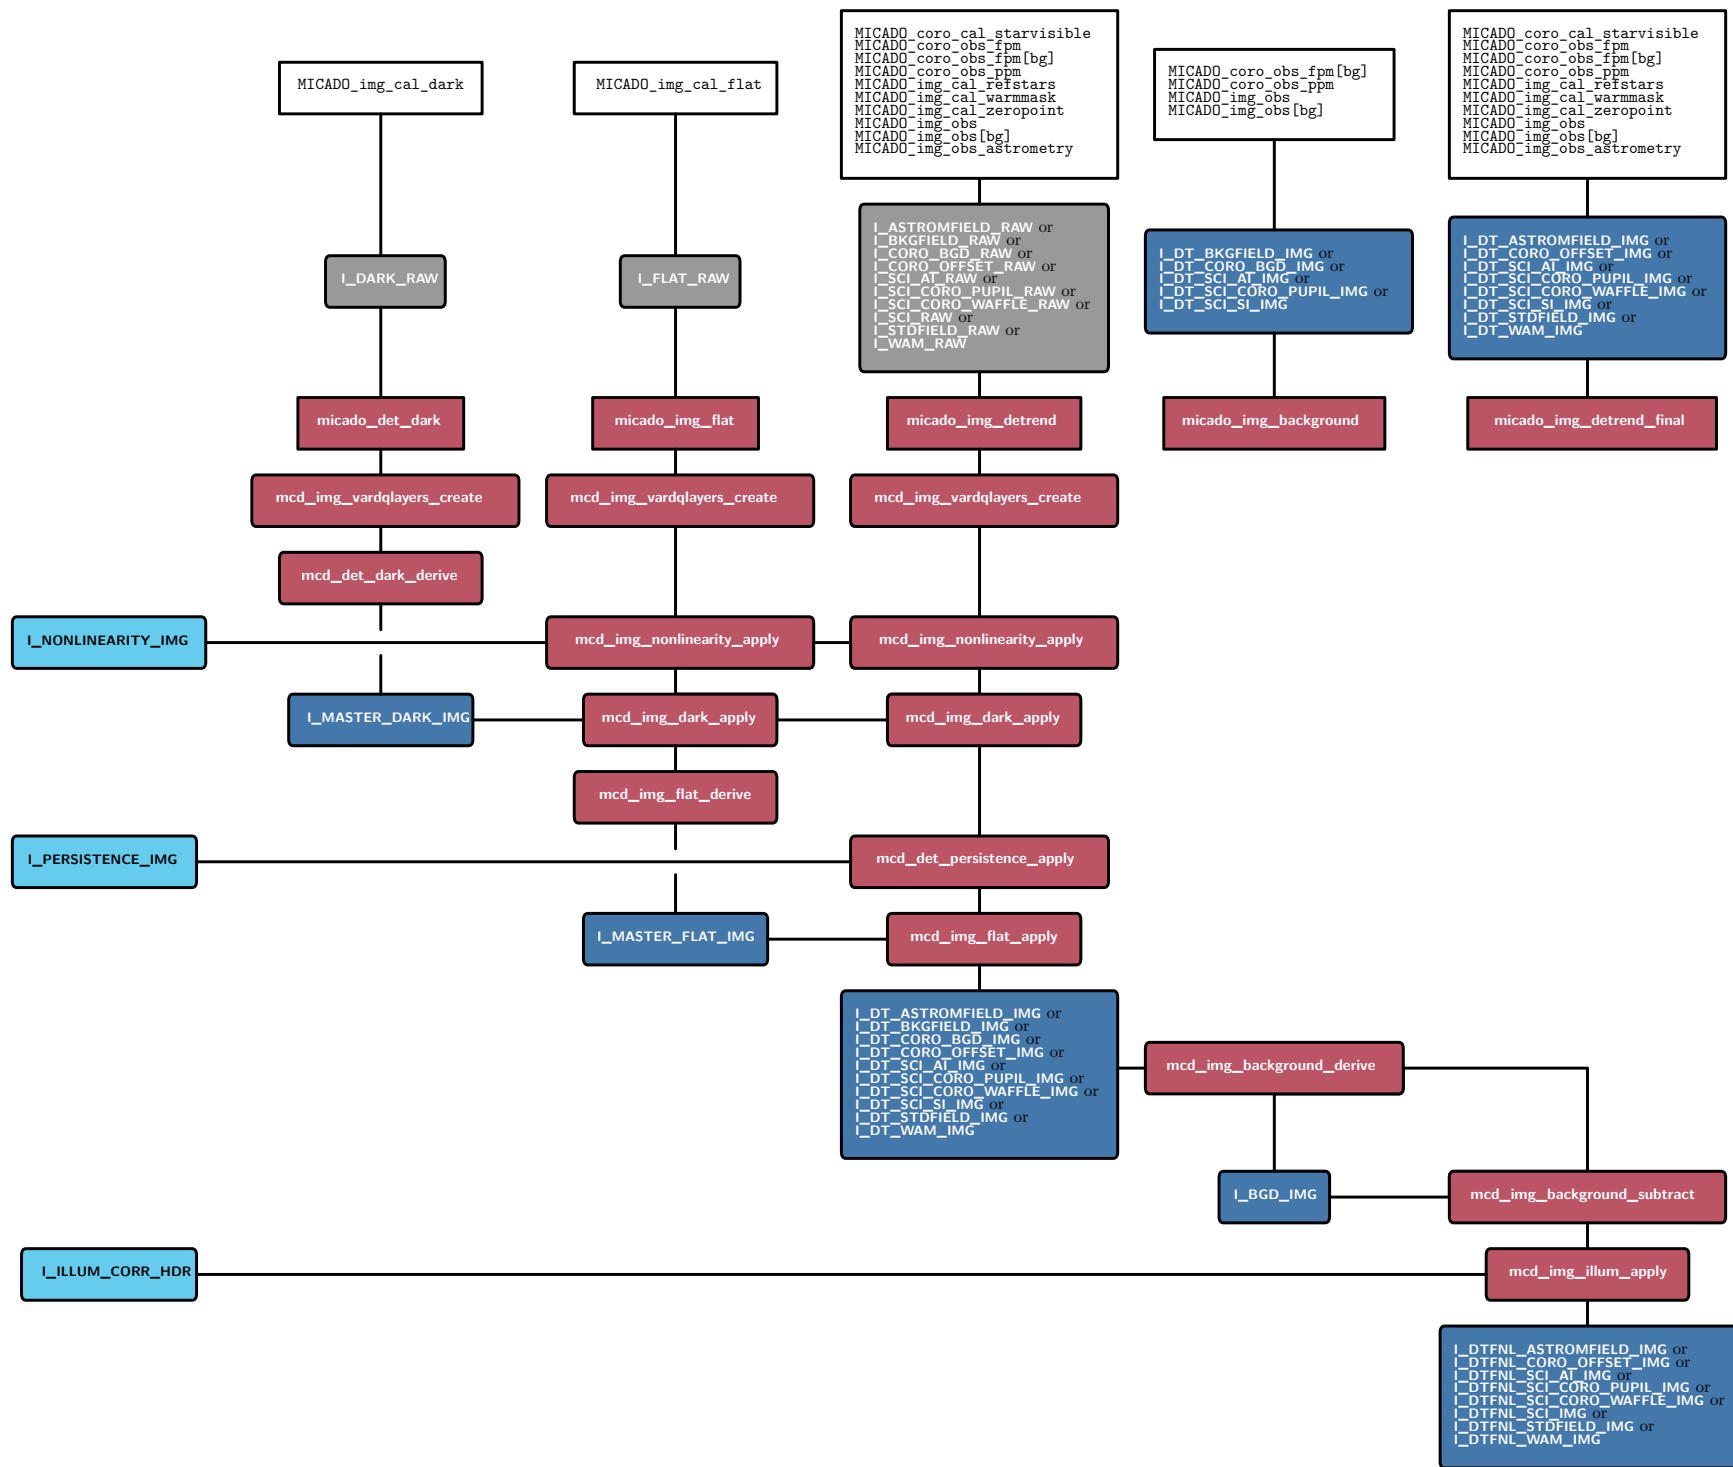 MICADO_img_cal_dark
MICADO_img_cal_flat
MICADO_coro_cal_starvisible
MICADO_coro_obs_fpm
MICADO_coro_obs_fpm[bg]
MICADO_coro_obs_ppm
MICADO_img_cal_refstars
MICADO_img_cal_warmmask
MICADO_img_cal_zeropoint
MICADO_img_obs
MICADO_img_obs[bg]
MICADO_img_obs_astrometry
MICADO_coro_obs_fpm[bg]
MICADO_coro_obs_ppm
MICADO_img_obs
MICADO_img_obs[bg]
MICADO_coro_cal_starvisible
MICADO_coro_obs_fpm
MICADO_coro_obs_fpm[bg]
MICADO_coro_obs_ppm
MICADO_img_cal_refstars
MICADO_img_cal_warmmask
MICADO_img_cal_zeropoint
MICADO_img_obs
MICADO_img_obs[bg]
MICADO_img_obs_astrometry
I_DARK_RAW
I_FLAT_RAW
I_ASTROMFIELD_RAW or
I_BKGFIELD_RAW or
I_CORO_BGD_RAW or
I_CORO_OFFSET_RAW or
I_SCI_AI_RAW or
I_SCI_CORO_PUPIL_RAW or
I_SCI_CORO_WAFFLE_RAW or
I_SCI_RAW or
I_STDFIELD_RAW or
I_WAM_RAW
I_DT_BKGFIELD_IMG or
I_DT_CORO_BGD_IMG or
I_DT_SCI_AI_IMG or
I_DT_SCI_CORO_PUPIL_IMG or
I_DT_SCI_SI_IMG
I_DT_ASTROMFIELD_IMG or
I_DT_CORO_OFFSET_IMG or
I_DT_SCI_AI_IMG or
I_DT_SCI_CORO_PUPIL_IMG or
I_DT_SCI_CORO_WAFFLE_IMG or
I_DT_SCI_SI_IMG or
I_DT_STDFIELD_IMG or
I_DT_WAM_IMG
micado_det_dark
micado_img_flat
micado_img_detrend
micado_img_background
micado_img_detrend_final
mcd_img_vardqlayers_create
mcd_img_vardqlayers_create
mcd_img_vardqlayers_create
mcd_det_dark_derive
I_NONLINEARITY_IMG
mcd_img_nonlinearity_apply
mcd_img_nonlinearity_apply
I_MASTER_DARK_IMG
mcd_img_dark_apply
mcd_img_dark_apply
mcd_img_flat_derive
I_PERSISTENCE_IMG
mcd_det_persistence_apply
I_MASTER_FLAT_IMG
mcd_img_flat_apply
I_DT_ASTROMFIELD_IMG or
I_DT_BKGFIELD_IMG or
I_DT_CORO_BGD_IMG or
I_DT_CORO_OFFSET_IMG or
I_DT_SCI_AI_IMG or
I_DT_SCI_CORO_PUPIL_IMG or
I_DT_SCI_CORO_WAFFLE_IMG or
I_DT_SCI_SI_IMG or
I_DT_STDFIELD_IMG or
I_DT_WAM_IMG
mcd_img_background_derive
I_BGD_IMG
mcd_img_background_subtract
I_ILLUM_CORR_HDR
mcd_img_illum_apply
I_DTFNL_ASTROMFIELD_IMG or
I_DTFNL_CORO_OFFSET_IMG or
I_DTFNL_SCI_AI_IMG or
I_DTFNL_SCI_CORO_PUPIL_IMG or
I_DTFNL_SCI_CORO_WAFFLE_IMG or
I_DTFNL_SCI_IMG or
I_DTFNL_STDFIELD_IMG or
I_DTFNL_WAM_IMG